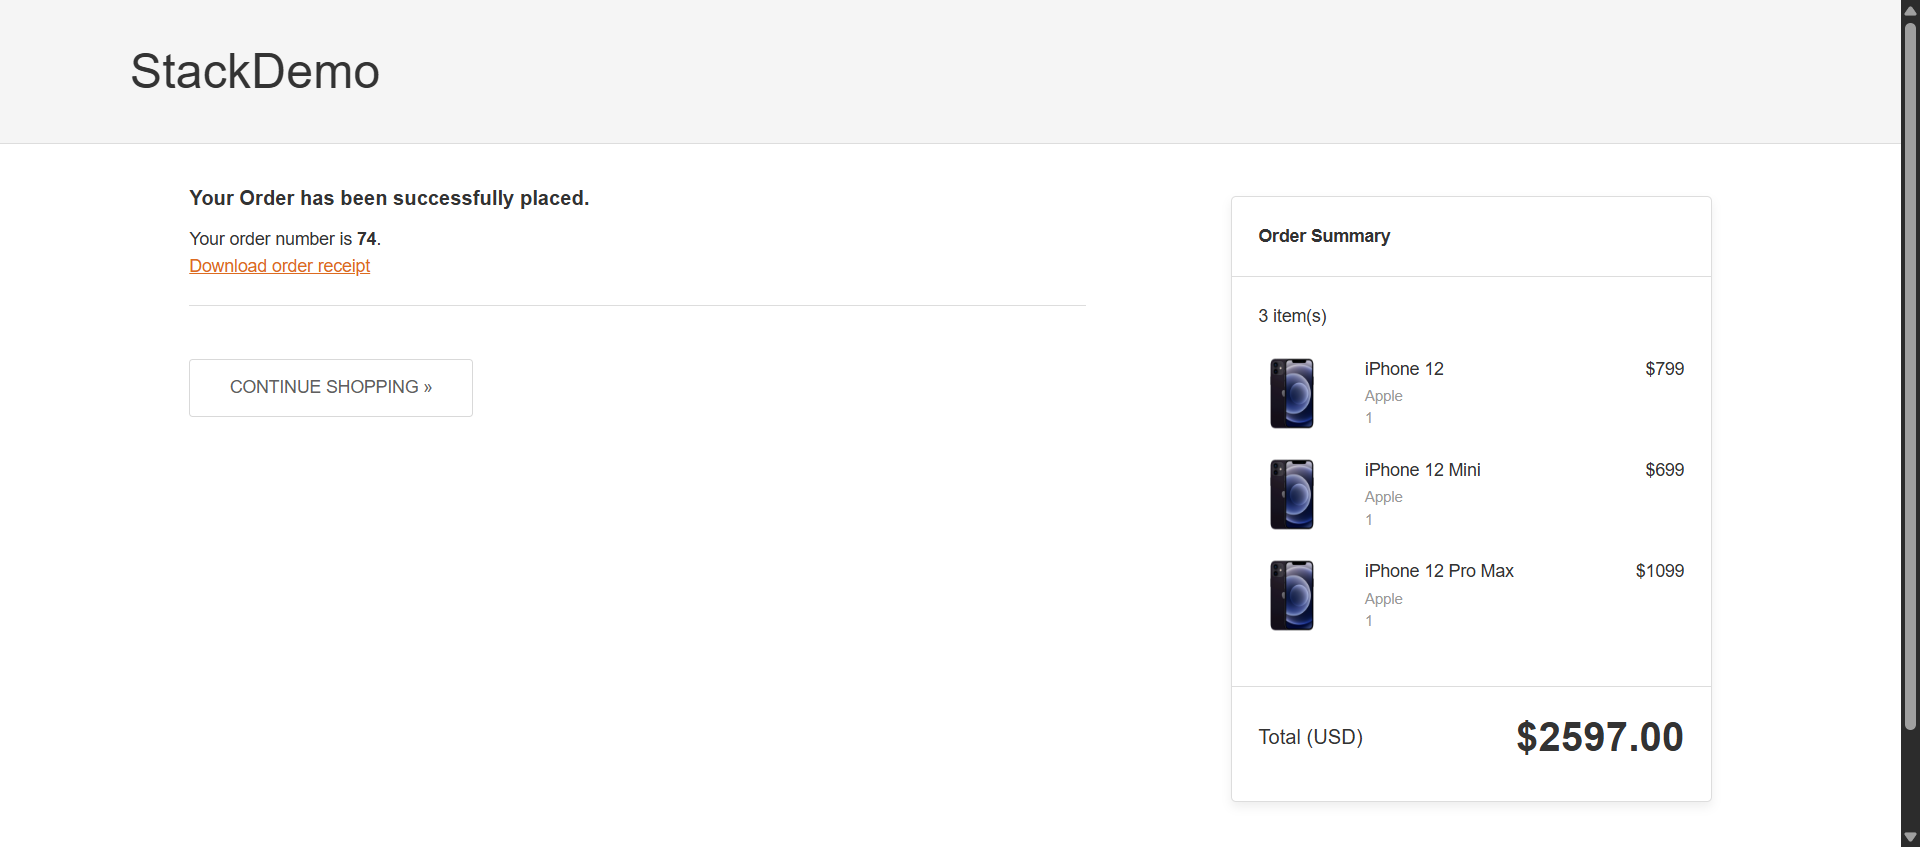 StackDemo
Your Order has been successfully placed.
Your order number is 74.
Download order receipt
CONTINUE SHOPPING »
Order Summary
3 item(s)
iPhone 12 $799
Apple
1
iPhone 12 Mini $699
Apple
1
iPhone 12 Pro Max $1099
Apple
1
Total (USD) $2597.00